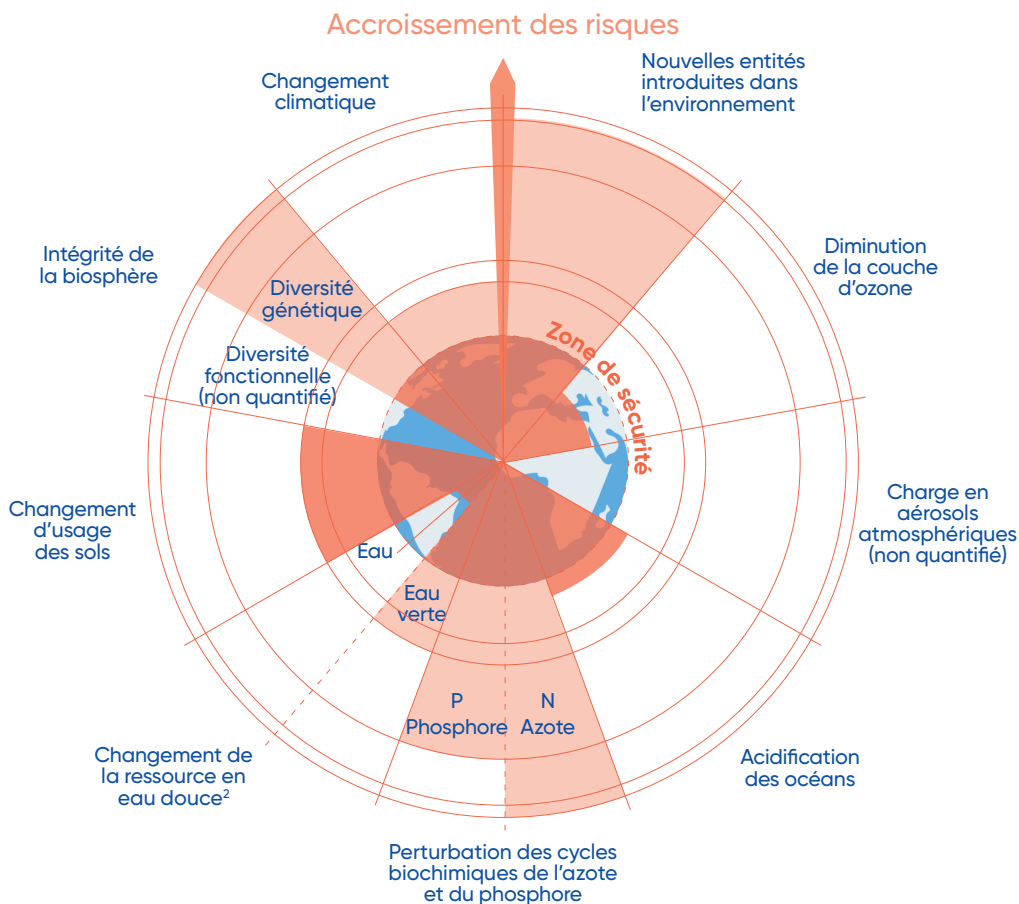 Accroissement des risques
Changement
climatique
Nouvelles entités
introduites dans
l'environnement
Intégrité de
la biosphère
Diversité
génétique
Diversité
fonctionnelle
(non quantifié)
Diminution
de la couche
d'ozone
Zone de sécurité
Changement
d'usage
des sols
Charge en
aérosols
atmosphériques
(non quantifié)
Eau
Eau
verte
P
Phosphore
N
Azote
Changement de
la ressource en
eau douce²
Acidification
des océans
Perturbation des cycles
biochimiques de l'azote
et du phosphore